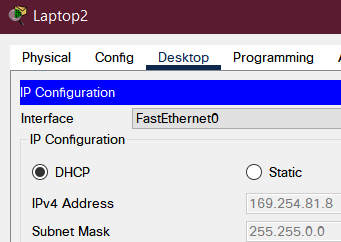 Laptop2
Physical Config Desktop Programming
IP Configuration
Interface FastEthernet0
IP Configuration
DHCP Static
IPv4 Address 169.254.81.8
Subnet Mask 255.255.0.0